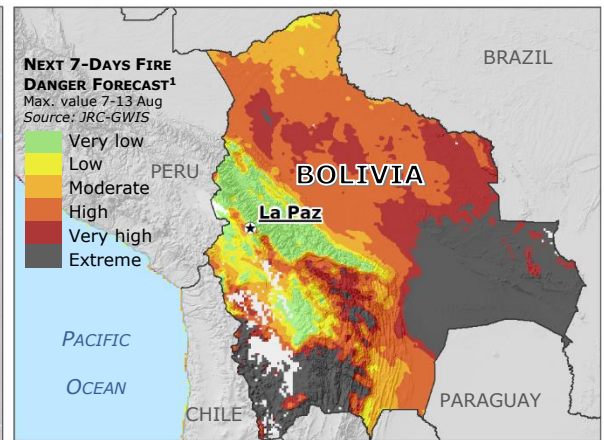 NEXT 7-DAYS FIRE
DANGER FORECAST¹
Max. value 7-13 Aug
Source: JRC-GWIS
Very low
Low
Moderate
High
Very high
Extreme
BRAZIL
PERU
BOLIVIA
La Paz
PACIFIC
OCEAN
CHILE
PARAGUAY